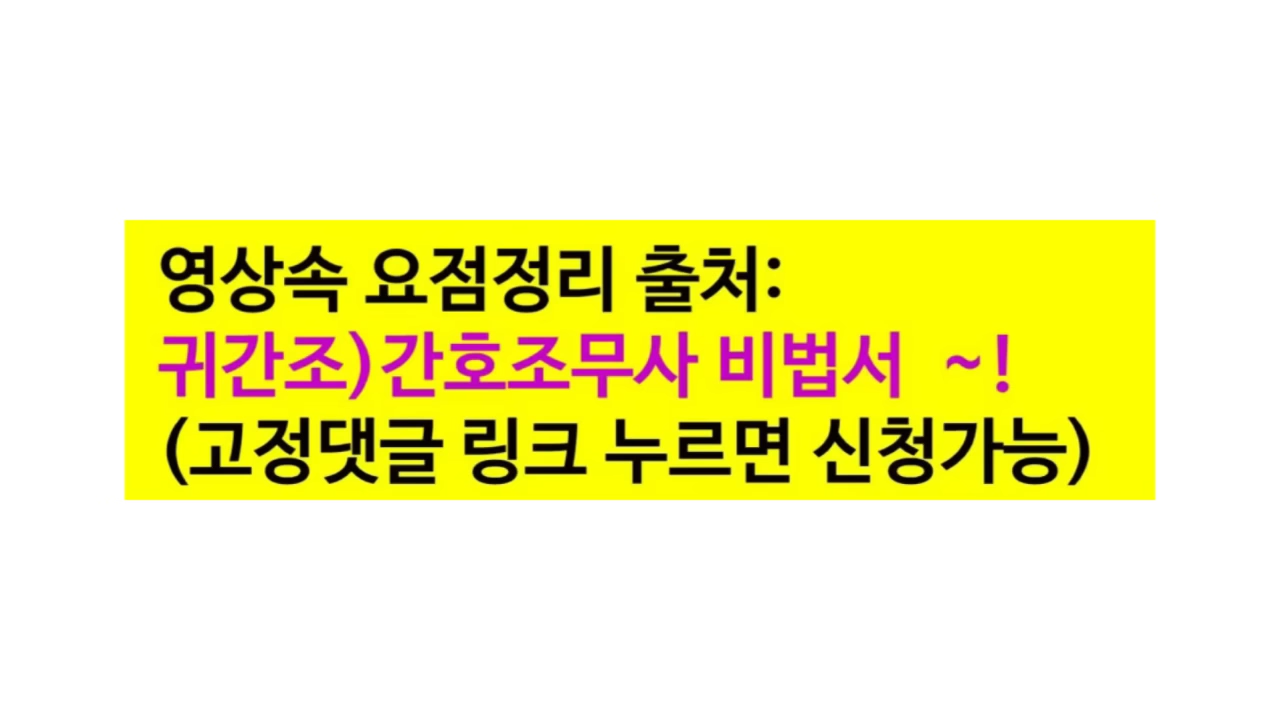 영상속 요점정리 출처:
귀간조)간호조무사 비법서 ~!
(고정댓글 링크 누르면 신청가능)